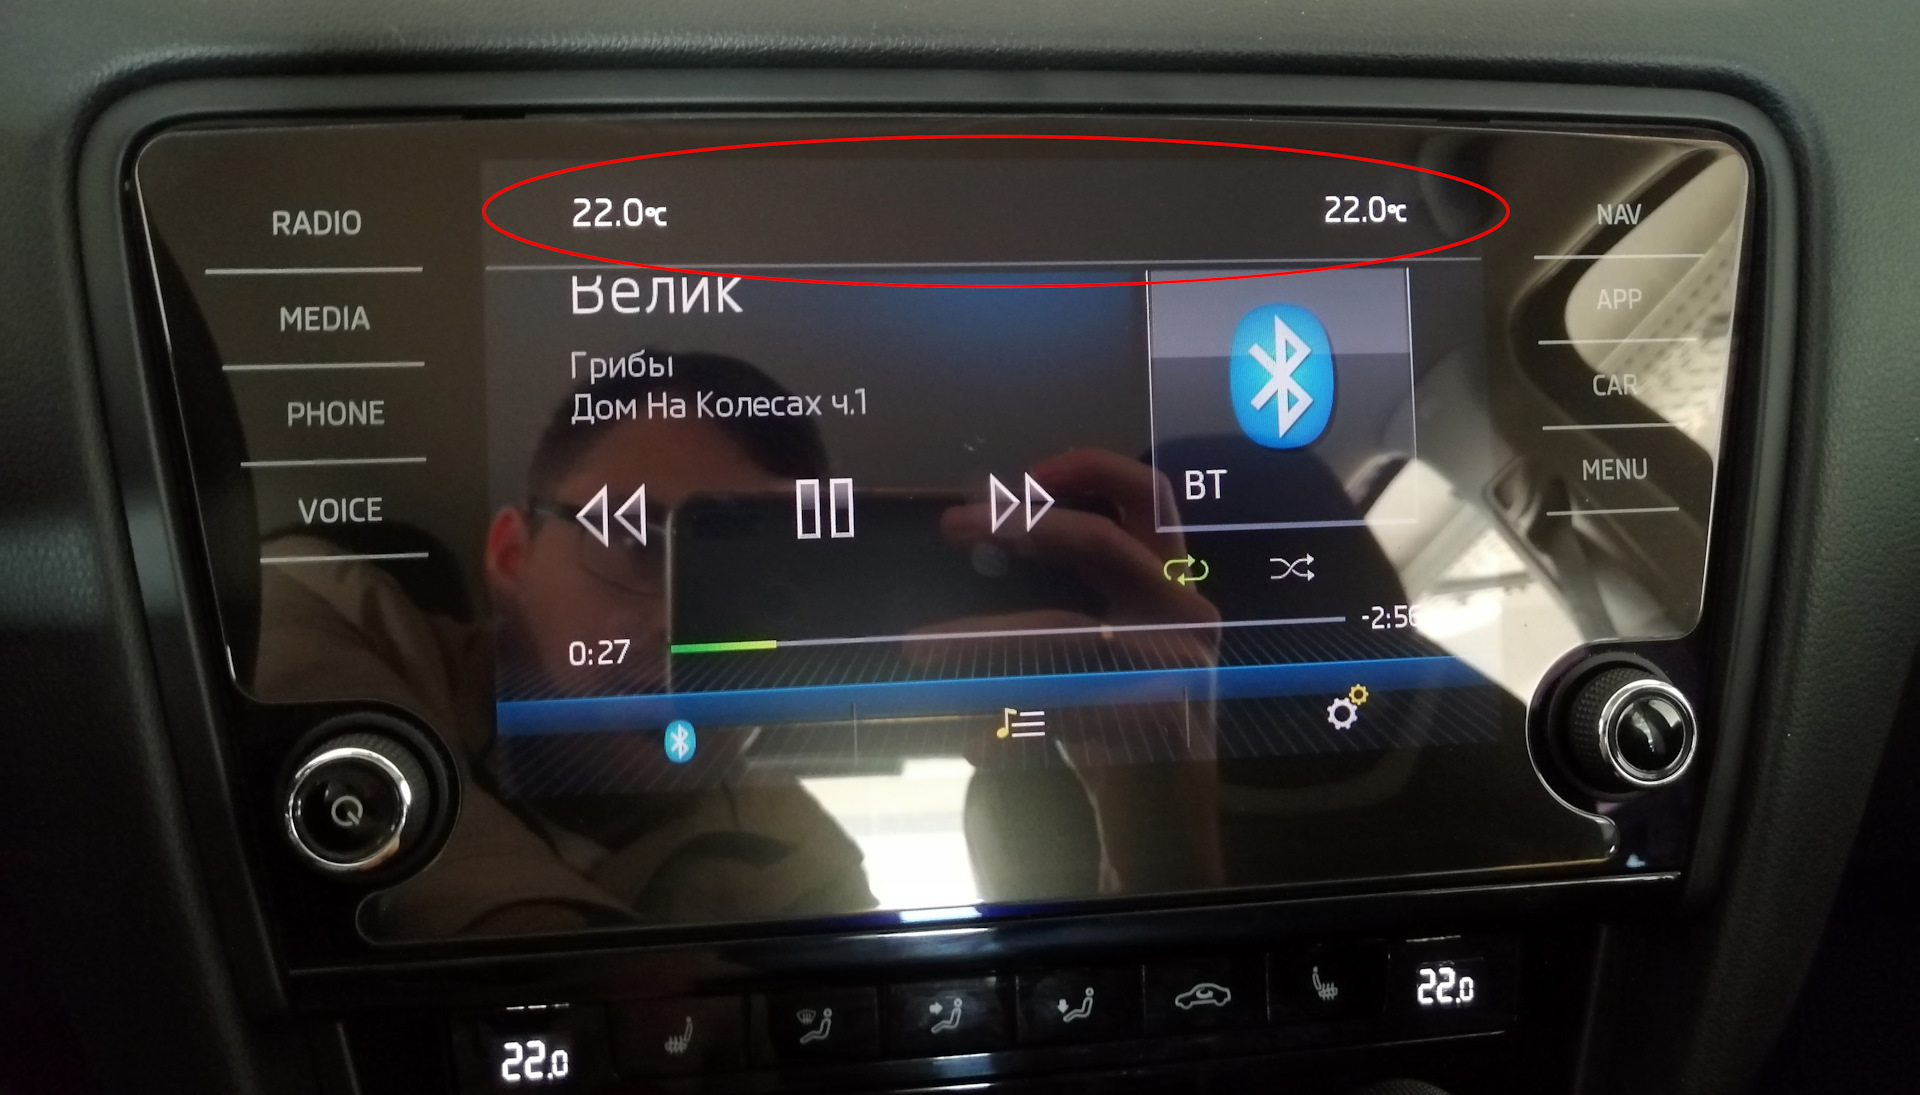 RADIO
MEDIA
PHONE
VOICE
22.0°C
22.0°C
Велик
Грибы
Дом На Колесах ч.1
BT
0:27
-2:56
NAV
APP
CAR
MENU
22.0
22.0